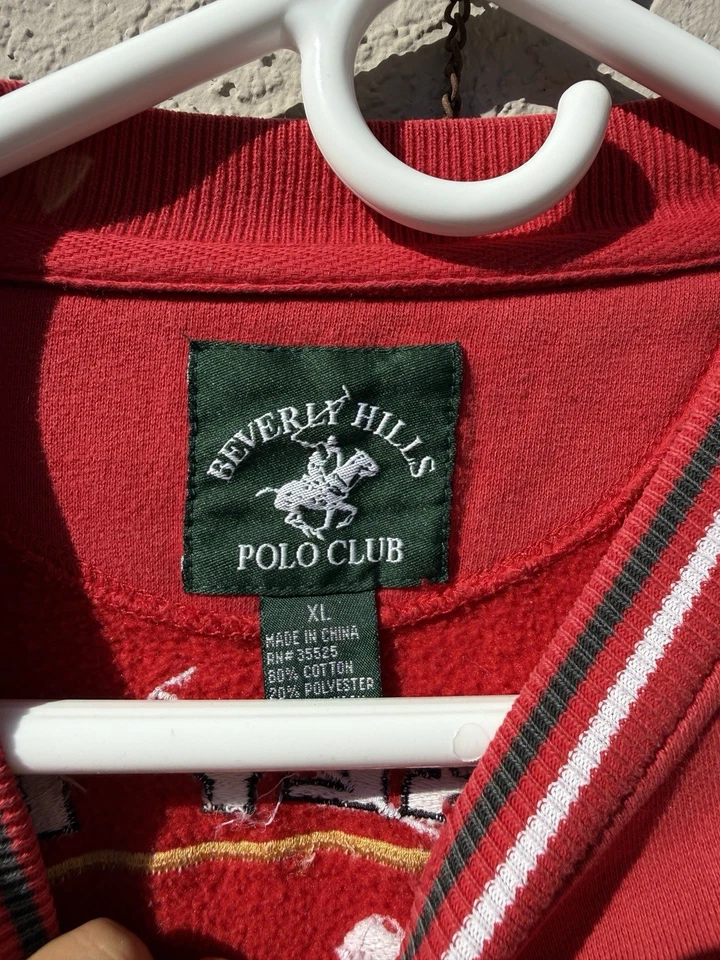 BEVERLY HILLS
POLO CLUB
XL
MADE IN CHINA
RN# 35525
80% COTTON
20% POLYESTER